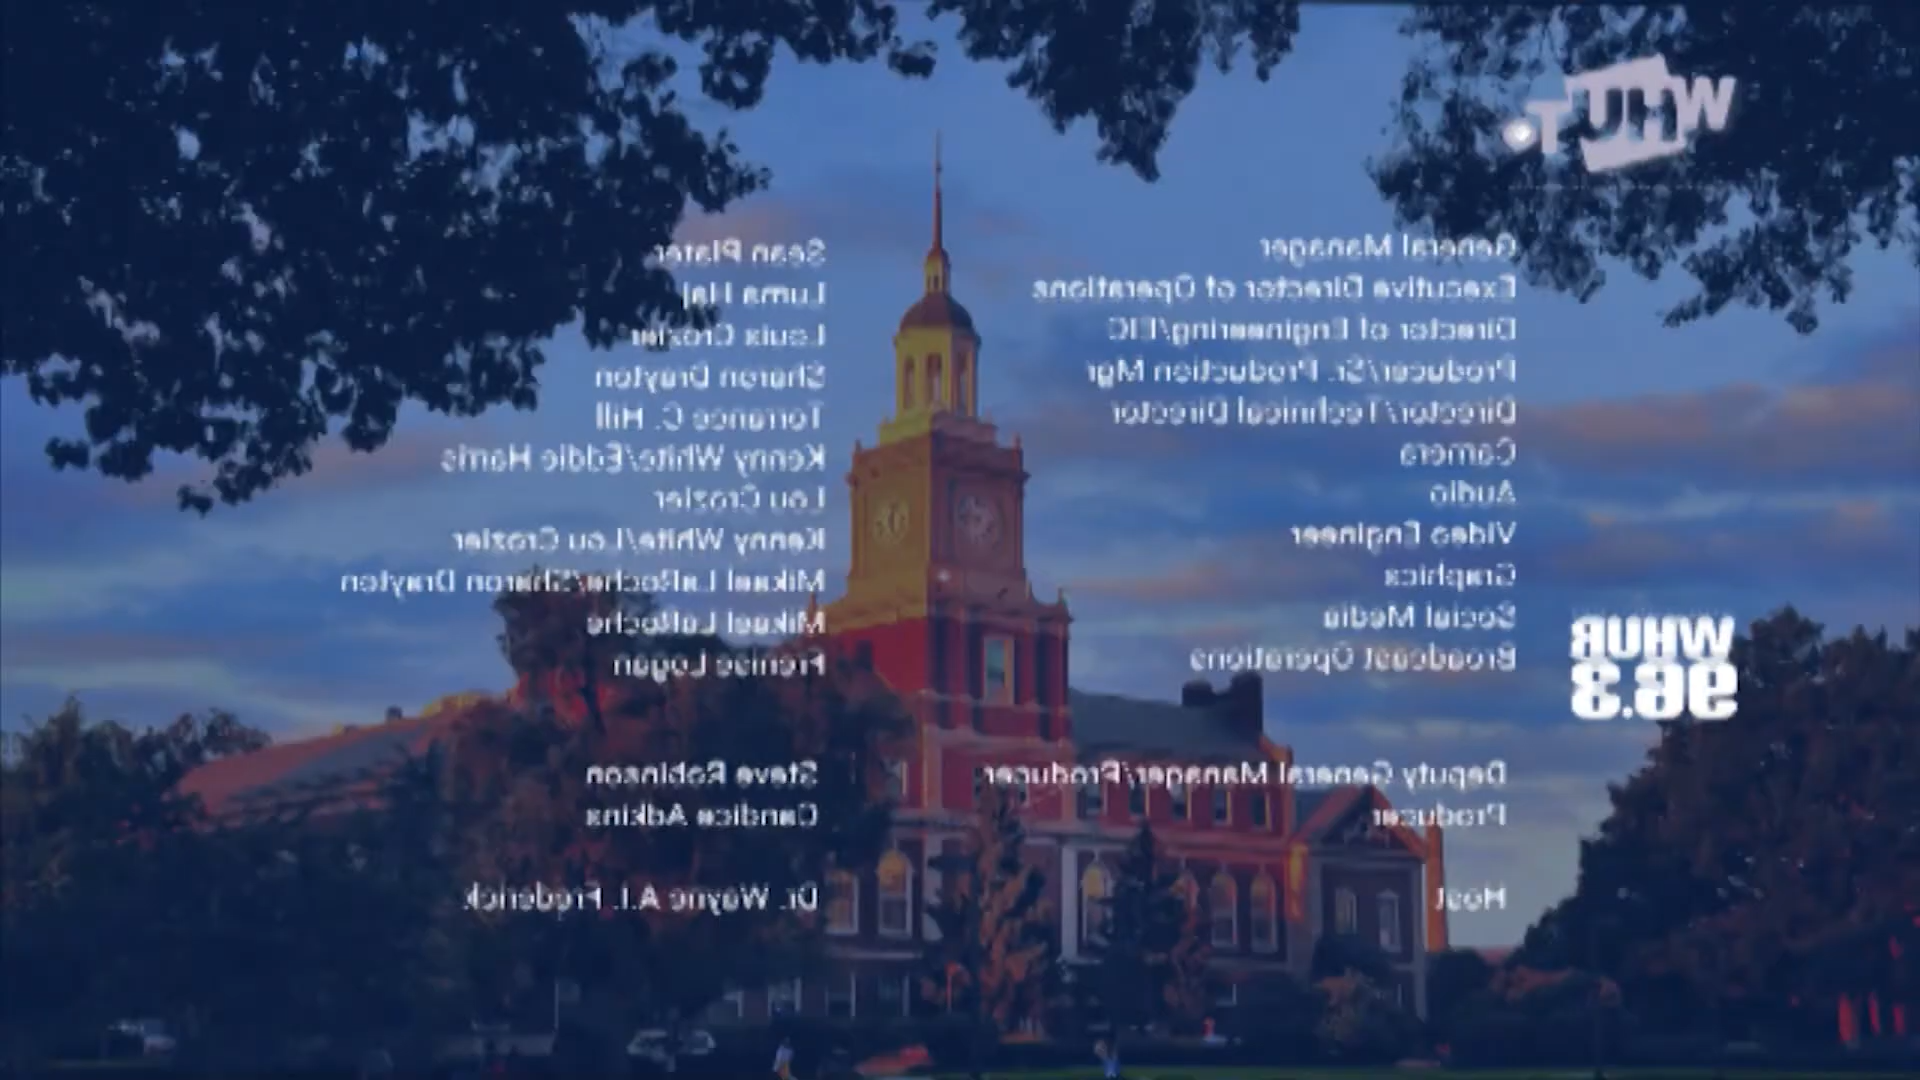 WHUT
General Manager Sean Plater
Executive Director of Operations Luma Haj
Director of Engineering/EIC Louis Crozier
Producer/Sr. Production Mgr Sharon Drayton
Director/Technical Director Torrance C. Hill
Camera Kenny White/Eddie Harris
Audio Lou Crozier
Video Engineer Kenny White/Lou Crozier
Graphics Mikael LaRoche/Sharon Drayton
Social Media Mikael LaRoche
Broadcast Operations Frenise Logan
WHUR
96.3
Deputy General Manager/Producer Steve Robinson
Producer Candice Adkins
Host Dr. Wayne A.I. Frederick